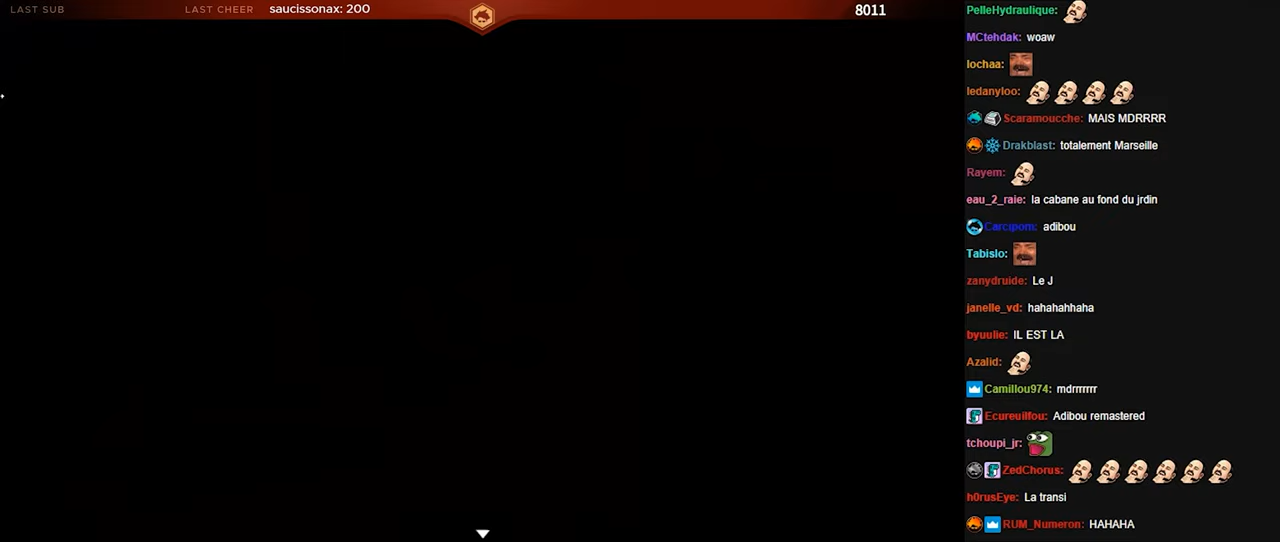 LAST SUB
LAST CHEER saucissonax: 200
8011
PelleHydraulique:
MCtehdak: woaw
lochaa:
ledanyloo:
Scaramoucche: MAIS MDRRRR
Drakblast: totalement Marseille
Rayem:
eau_2_raie: la cabane au fond du jrdin
Carcipom: adibou
Tabislo:
zanydruide: Le J
janelle_vd: hahahahhaha
byuulie: IL EST LA
Azalid:
Camillou974: mdrrrrrrr
Ecureuilfou: Adibou remastered
tchoupi_jr:
ZedChorus:
h0rusEye: La transi
RUM_Numeron: HAHAHA